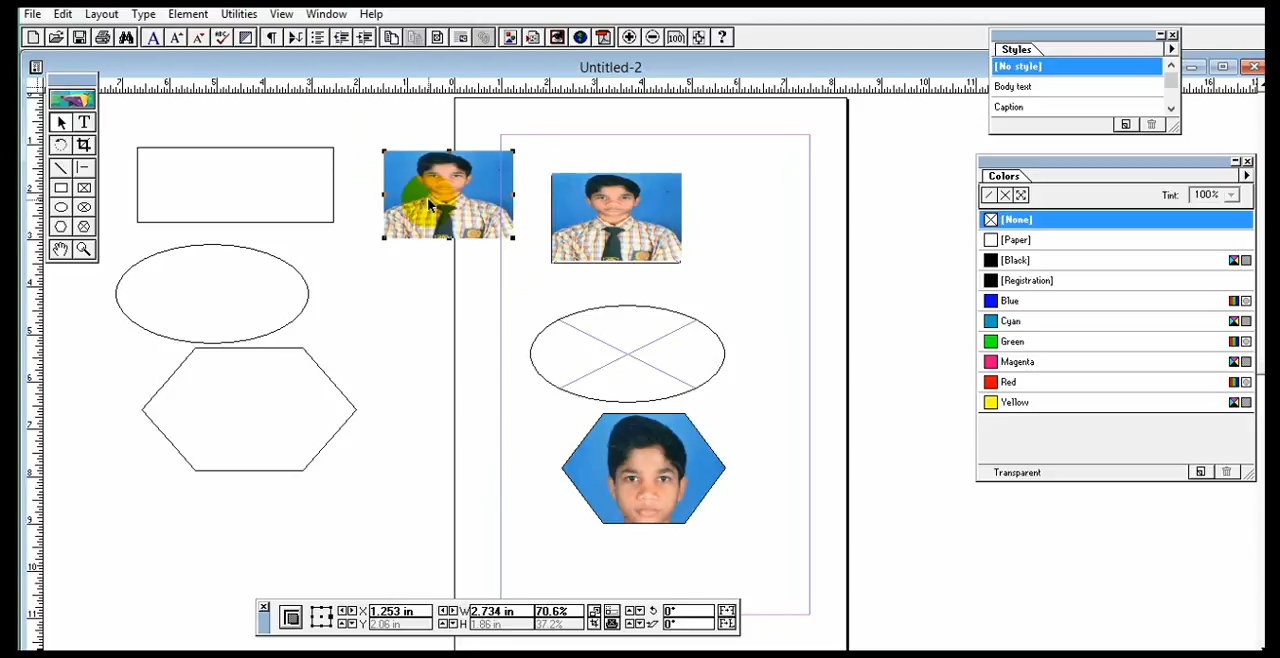 File Edit Layout Type Element Utilities View Window Help
Untitled-2
Styles
[No style]
Body text
Caption
Colors
Tint: 100%
[None]
[Paper]
[Black]
[Registration]
Blue
Cyan
Green
Magenta
Red
Yellow
Transparent
X 1.253 in W 2.734 in 70.6% 0°
Y 2.06 in H 1.86 in 37.2% 0°